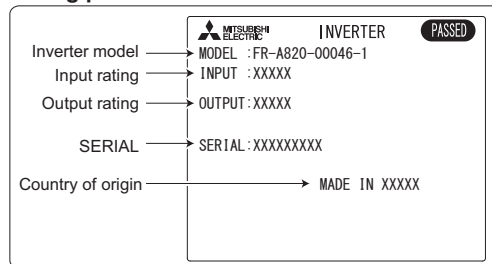 MITSUBISHI ELECTRIC INVERTER PASSED
Inverter model MODEL :FR-A820-00046-1
Input rating INPUT :XXXXX
Output rating OUTPUT:XXXXX
SERIAL SERIAL:XXXXXXXXX
Country of origin MADE IN XXXXX